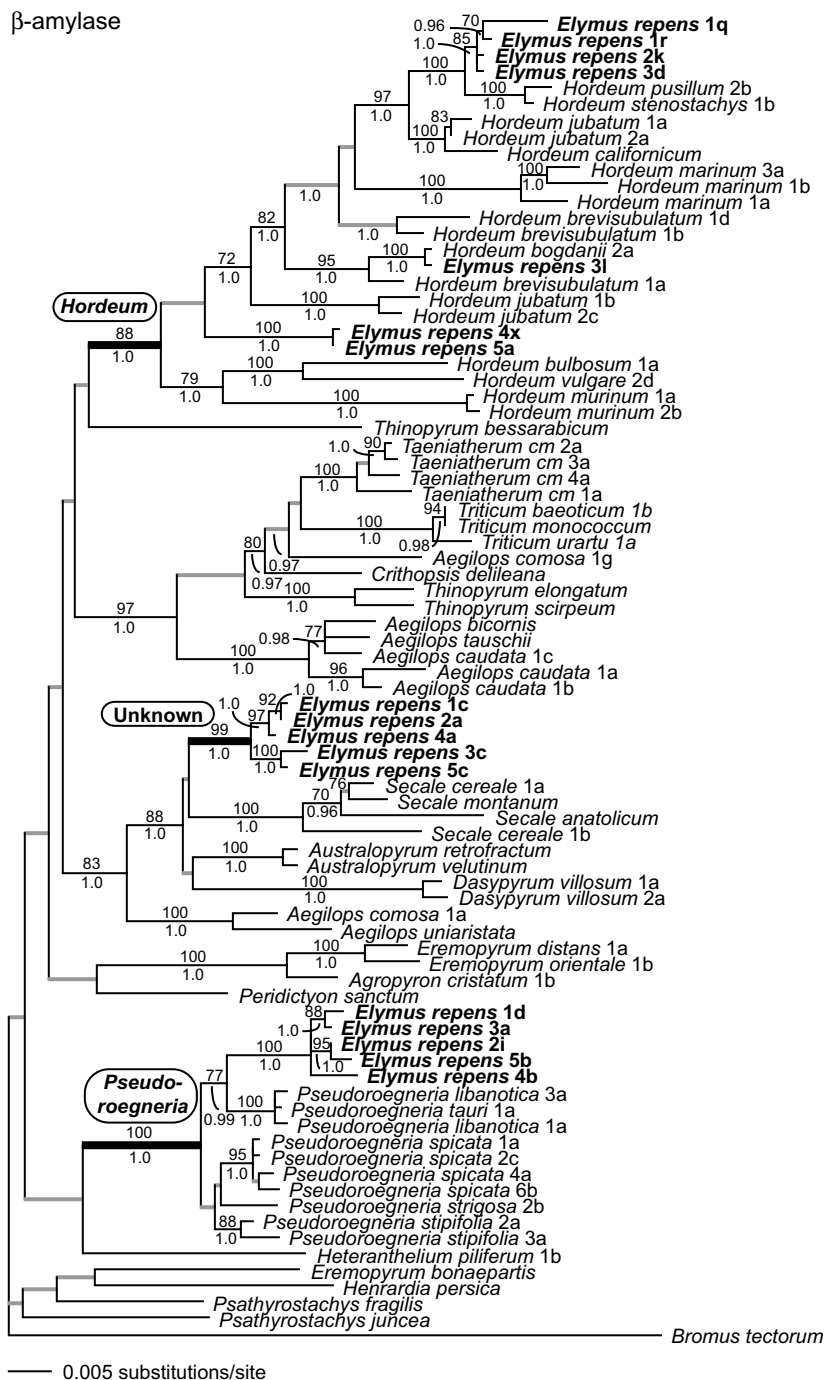 β-amylase
70
0.96
Elymus repens 1q
85
Elymus repens 1r
1.0
Elymus repens 2k
100
1.0
Elymus repens 3d
100
1.0
Hordeum pusillum 2b
Hordeum stenostachys 1b
97
1.0
83
Hordeum jubatum 1a
100
1.0
Hordeum jubatum 2a
Hordeum californicum
100
1.0
100
1.0
Hordeum marinum 3a
Hordeum marinum 1b
Hordeum marinum 1a
1.0
Hordeum brevisubulatum 1d
1.0
Hordeum brevisubulatum 1b
82
1.0
100
1.0
Hordeum bogdanii 2a
95
1.0
Elymus repens 3l
Hordeum brevisubulatum 1a
72
1.0
100
1.0
Hordeum jubatum 1b
Hordeum jubatum 2c
Hordeum
88
1.0
100
1.0
Elymus repens 4x
Elymus repens 5a
100
1.0
Hordeum bulbosum 1a
79
1.0
Hordeum vulgare 2d
100
1.0
Hordeum murinum 1a
Hordeum murinum 2b
Thinopyrum bessarabicum
1.0
90
Taeniatherum cm 2a
Taeniatherum cm 3a
100
1.0
Taeniatherum cm 4a
Taeniatherum cm 1a
94
Triticum baeoticum 1b
100
1.0
Triticum monococcum
0.98
Triticum urartu 1a
80
0.97
Aegilops comosa 1g
0.97
Crithopsis delileana
100
1.0
Thinopyrum elongatum
Thinopyrum scirpeum
97
1.0
77
0.98
Aegilops bicornis
Aegilops tauschii
100
1.0
Aegilops caudata 1c
96
1.0
Aegilops caudata 1a
Aegilops caudata 1b
Unknown
99
1.0
1.0
92
1.0
Elymus repens 1c
97
Elymus repens 2a
Elymus repens 4a
100
1.0
Elymus repens 3c
Elymus repens 5c
76
Secale cereale 1a
70
0.96
Secale montanum
100
1.0
Secale anatolicum
Secale cereale 1b
88
1.0
100
1.0
Australopyrum retrofractum
Australopyrum velutinum
83
1.0
100
1.0
Dasypyrum villosum 1a
Dasypyrum villosum 2a
100
1.0
Aegilops comosa 1a
Aegilops uniaristata
100
1.0
100
1.0
Eremopyrum distans 1a
Eremopyrum orientale 1b
Agropyron cristatum 1b
Peridictyon sanctum
88
1.0
Elymus repens 1d
Elymus repens 3a
100
1.0
95
1.0
Elymus repens 2i
Elymus repens 5b
Elymus repens 4b
Pseudo-
roegneria
100
1.0
77
0.99
100
1.0
Pseudoroegneria libanotica 3a
Pseudoroegneria tauri 1a
Pseudoroegneria libanotica 1a
Pseudoroegneria spicata 1a
95
1.0
Pseudoroegneria spicata 2c
Pseudoroegneria spicata 4a
Pseudoroegneria spicata 6b
Pseudoroegneria strigosa 2b
88
1.0
Pseudoroegneria stipifolia 2a
Pseudoroegneria stipifolia 3a
Heteranthelium piliferum 1b
Eremopyrum bonaepartis
Henrardia persica
Psathyrostachys fragilis
Psathyrostachys juncea
Bromus tectorum
0.005 substitutions/site